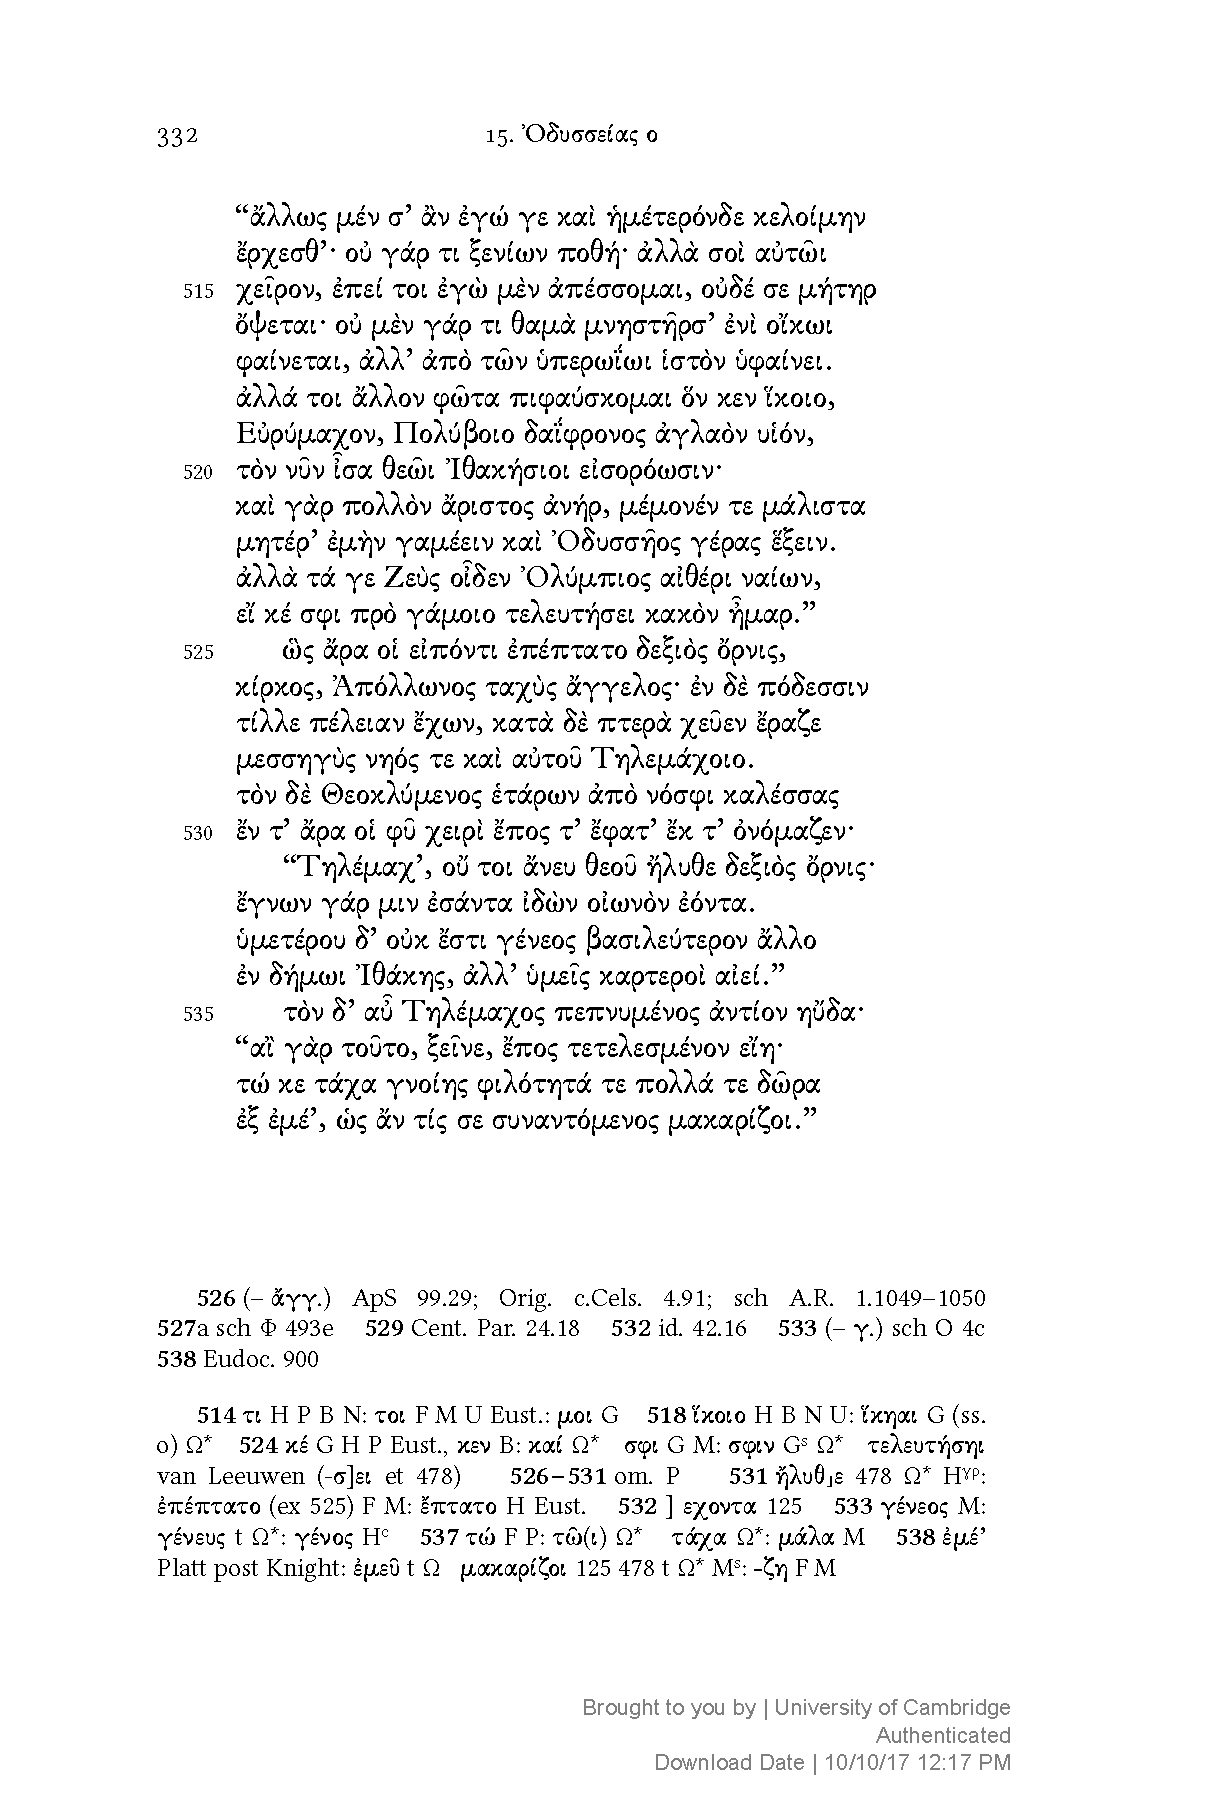 332 15. Ὀδυσσείας ο
“ἄλλως μέν σ’ ἂν ἐγώ γε καὶ ἡμέτερόνδε κελοίμην
ἔρχεσθ’· οὐ γάρ τι ξενίων ποθή· ἀλλὰ σοὶ αὐτῶι
515 χεῖρον, ἐπεί τοι ἐγὼ μὲν ἀπέσσομαι, οὐδέ σε μήτηρ
ὄψεται· οὐ μὲν γάρ τι θαμὰ μνηστῆρσ’ ἐνὶ οἴκωι
φαίνεται, ἀλλ’ ἀπὸ τῶν ὑπερωΐωι ἱστὸν ὑφαίνει.
ἀλλά τοι ἄλλον φῶτα πιφαύσκομαι ὅν κεν ἵκοιο,
Εὐρύμαχον, Πολύβοιο δαΐφρονος ἀγλαὸν υἱόν,
520 τὸν νῦν ἶσα θεῶι Ἰθακήσιοι εἰσορόωσιν·
καὶ γὰρ πολλὸν ἄριστος ἀνήρ, μέμονέν τε μάλιστα
μητέρ’ ἐμὴν γαμέειν καὶ Ὀδυσσῆος γέρας ἕξειν.
ἀλλὰ τά γε Ζεὺς οἶδεν Ὀλύμπιος αἰθέρι ναίων,
εἴ κέ σφι πρὸ γάμοιο τελευτήσει κακὸν ἦμαρ.”
525 ὣς ἄρα οἱ εἰπόντι ἐπέπτατο δεξιὸς ὄρνις,
κίρκος, Ἀπόλλωνος ταχὺς ἄγγελος· ἐν δὲ πόδεσσιν
τίλλε πέλειαν ἔχων, κατὰ δὲ πτερὰ χεῦεν ἔραζε
μεσσηγὺς νηός τε καὶ αὐτοῦ Τηλεμάχοιο.
τὸν δὲ Θεοκλύμενος ἑτάρων ἀπὸ νόσφι καλέσσας
530 ἔν τ’ ἄρα οἱ φῦ χειρὶ ἔπος τ’ ἔφατ’ ἔκ τ’ ὀνόμαζεν·
“Τηλέμαχ’, οὔ τοι ἄνευ θεοῦ ἤλυθε δεξιὸς ὄρνις·
ἔγνων γάρ μιν ἐσάντα ἰδὼν οἰωνὸν ἐόντα.
ὑμετέρου δ’ οὐκ ἔστι γένεος βασιλεύτερον ἄλλο
ἐν δήμωι Ἰθάκης, ἀλλ’ ὑμεῖς καρτεροὶ αἰεί.”
535 τὸν δ’ αὖ Τηλέμαχος πεπνυμένος ἀντίον ηὔδα·
“αἲ γὰρ τοῦτο, ξεῖνε, ἔπος τετελεσμένον εἴη·
τώ κε τάχα γνοίης φιλότητά τε πολλά τε δῶρα
ἐξ ἐμέ’, ὡς ἄν τίς σε συναντόμενος μακαρίζοι.”
526 (– ἄγγ.) ApS 99.29; Orig. c.Cels. 4.91; sch A.R. 1.1049–1050
527a sch Φ 493e 529 Cent. Par. 24.18 532 id. 42.16 533 (– γ.) sch O 4c
538 Eudoc. 900
514 τι H P B N: τοι F M U Eust.: μοι G 518 ἵκοιο H B N U: ἵκηαι G (ss.
ο) Ω* 524 κέ G H P Eust., κεν B: καί Ω* σφι G M: σφιν Gˢ Ω* τελευτήσηι
van Leeuwen (-σ]ει et 478) 526–531 om. P 531 ἤλυθ⌟ε 478 Ω* Hᵞᵖ:
ἐπέπτατο (ex 525) F M: ἔπτατο H Eust. 532 ] εχοντα 125 533 γένεος M:
γένευς t Ω*: γένος Hᶜ 537 τώ F P: τῶ(ι) Ω* τάχα Ω*: μάλα M 538 ἐμέ’
Platt post Knight: ἐμεῦ t Ω μακαρίζοι 125 478 t Ω* Mˢ: -ζη F M
Brought to you by | University of Cambridge
Authenticated
Download Date | 10/10/17 12:17 PM